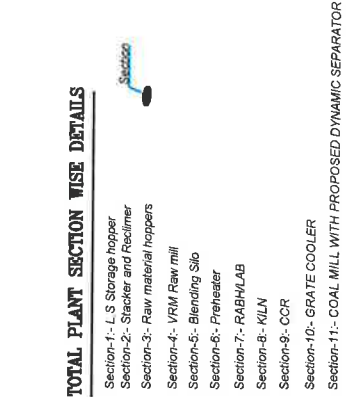 TOTAL PLANT SECTION WISE DETAILS
Section
Section-1:- L.S Storage hopper
Section-2:- Stacker and Reclimer
Section-3:- Raw material hoppers
Section-4:- VRM Raw mill
Section-5:- Blending Silo
Section-6:- Preheater
Section-7:- RABH/LAB
Section-8:- KILN
Section-9:- CCR
Section-10:- GRATE COOLER
Section-11:- COAL MILL WITH PROPOSED DYNAMIC SEPARATOR